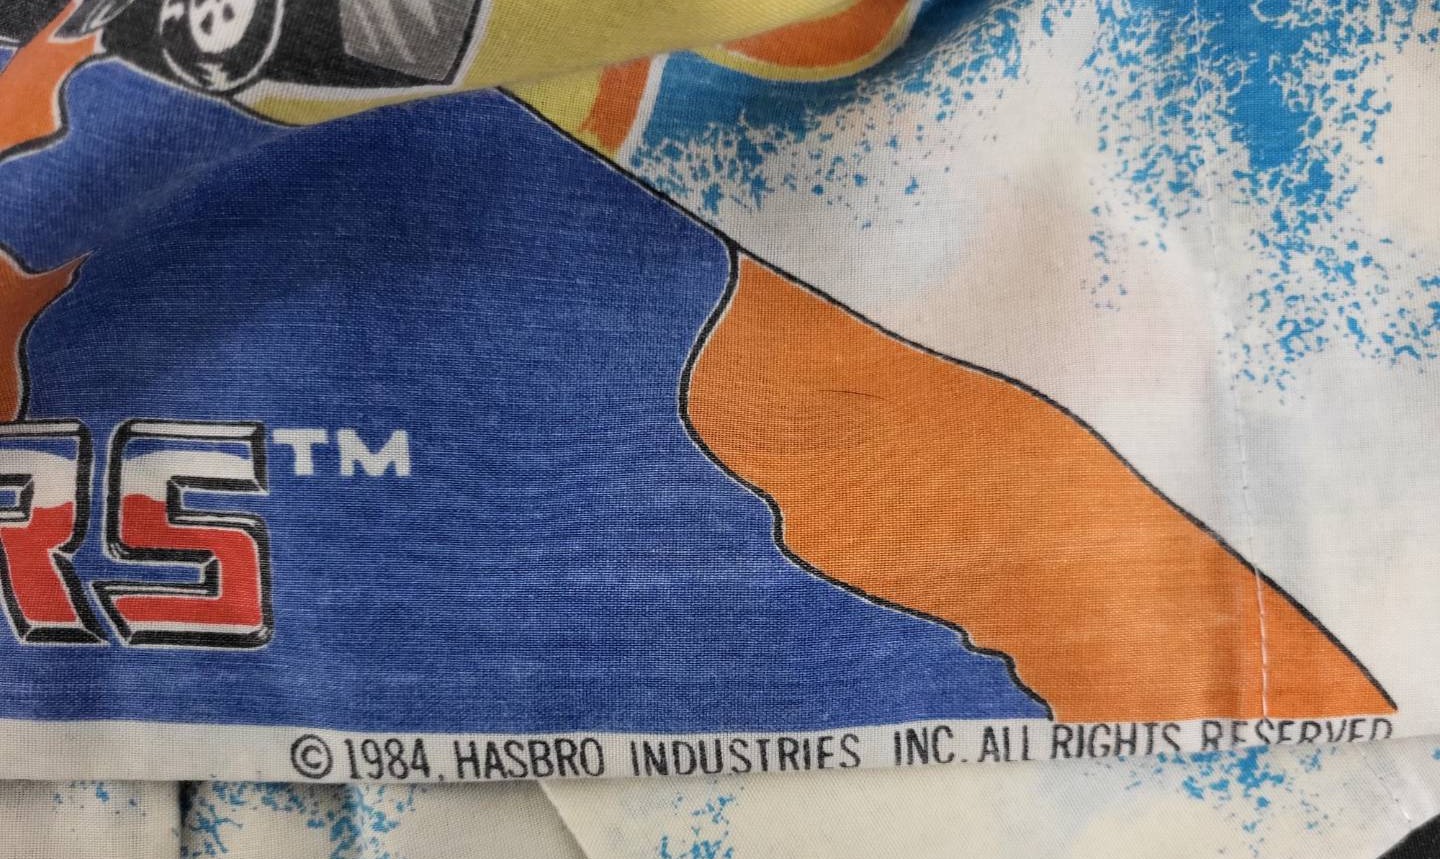 RS™
© 1984, HASBRO INDUSTRIES INC. ALL RIGHTS RESERVED